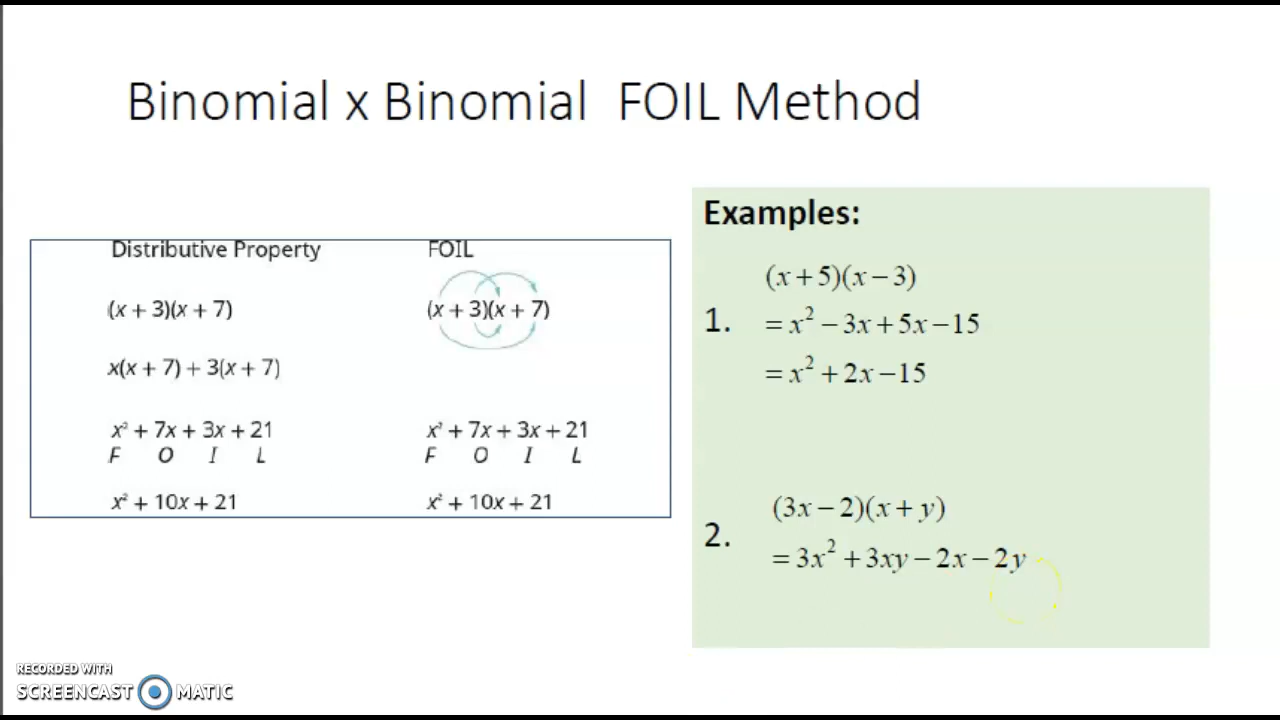 Binomial x Binomial FOIL Method
Distributive Property
(x + 3)(x + 7)
x(x + 7) + 3(x + 7)
x² + 7x + 3x + 21
F O I L
x² + 10x + 21
FOIL
(x + 3)(x + 7)
x² + 7x + 3x + 21
F O I L
x² + 10x + 21
Examples:
1.
(x + 5)(x − 3)
= x² − 3x + 5x − 15
= x² + 2x − 15
2.
(3x − 2)(x + y)
= 3x² + 3xy − 2x − 2y
RECORDED WITH
SCREENCAST MATIC